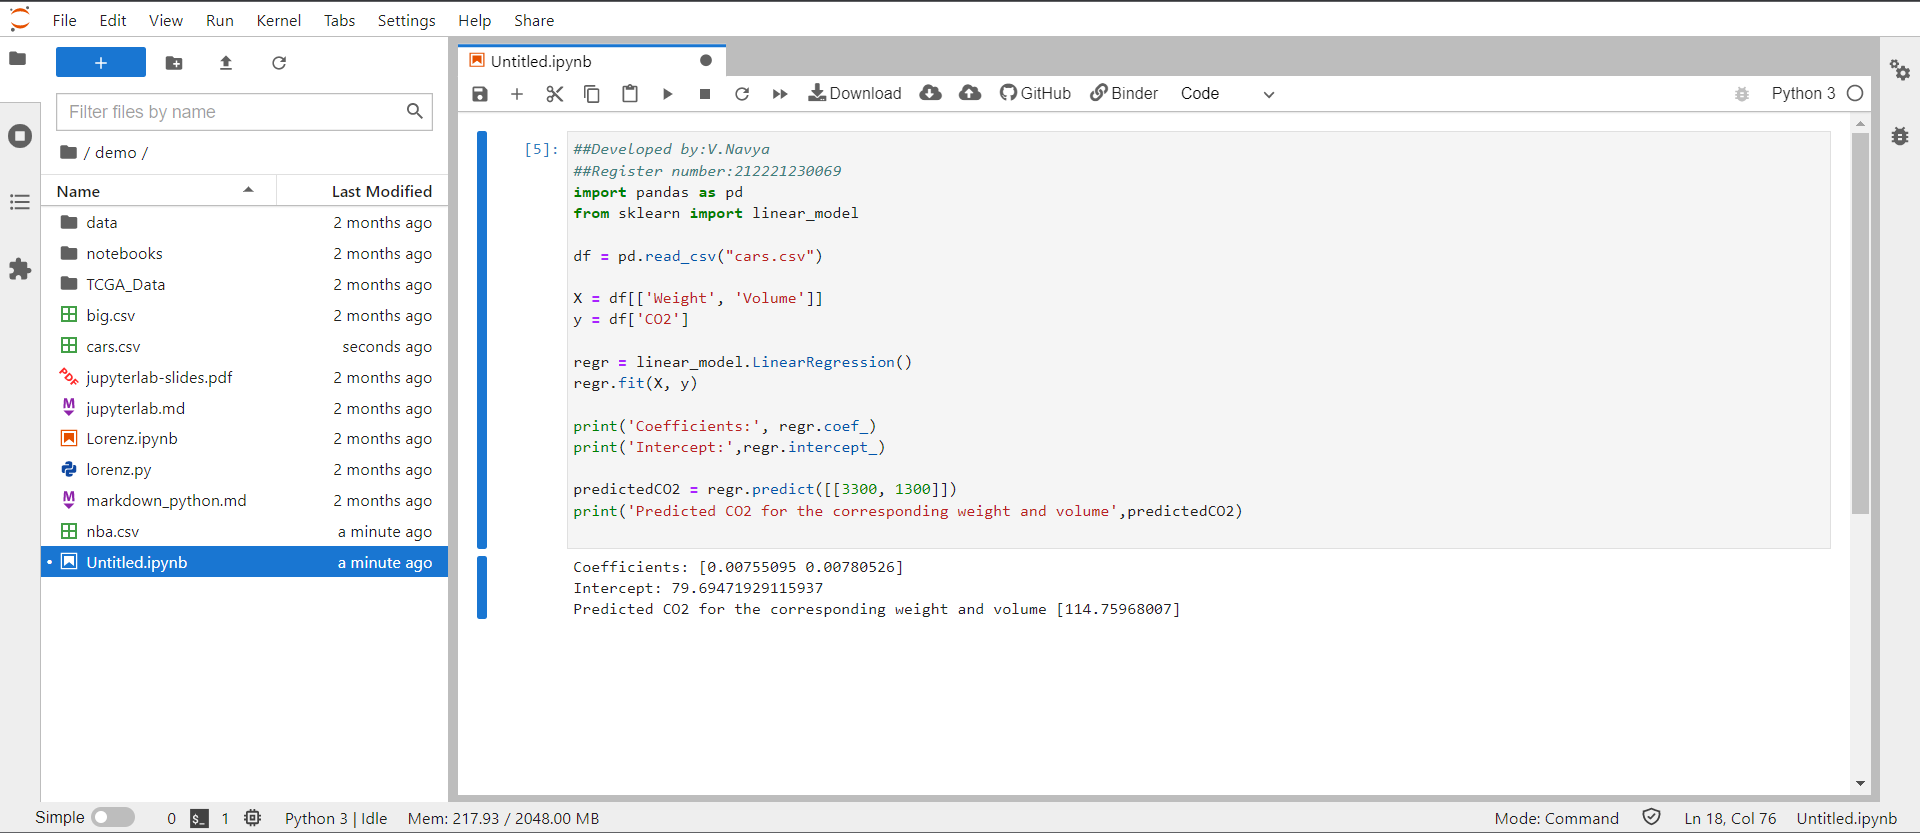 File Edit View Run Kernel Tabs Settings Help Share
Filter files by name
/ demo /
Name Last Modified
data 2 months ago
notebooks 2 months ago
TCGA_Data 2 months ago
big.csv 2 months ago
cars.csv seconds ago
jupyterlab-slides.pdf 2 months ago
jupyterlab.md 2 months ago
Lorenz.ipynb 2 months ago
lorenz.py 2 months ago
markdown_python.md 2 months ago
nba.csv a minute ago
Untitled.ipynb a minute ago
Untitled.ipynb
Download GitHub Binder Code Python 3
[5]:
##Developed by:V.Navya
##Register number:212221230069
import pandas as pd
from sklearn import linear_model
df = pd.read_csv("cars.csv")
X = df[['Weight', 'Volume']]
y = df['CO2']
regr = linear_model.LinearRegression()
regr.fit(X, y)
print('Coefficients:', regr.coef_)
print('Intercept:',regr.intercept_)
predictedCO2 = regr.predict([[3300, 1300]])
print('Predicted CO2 for the corresponding weight and volume',predictedCO2)
Coefficients: [0.00755095 0.00780526]
Intercept: 79.69471929115937
Predicted CO2 for the corresponding weight and volume [114.75968007]
Simple 0 $_ 1 Python 3 | Idle Mem: 217.93 / 2048.00 MB Mode: Command Ln 18, Col 76 Untitled.ipynb